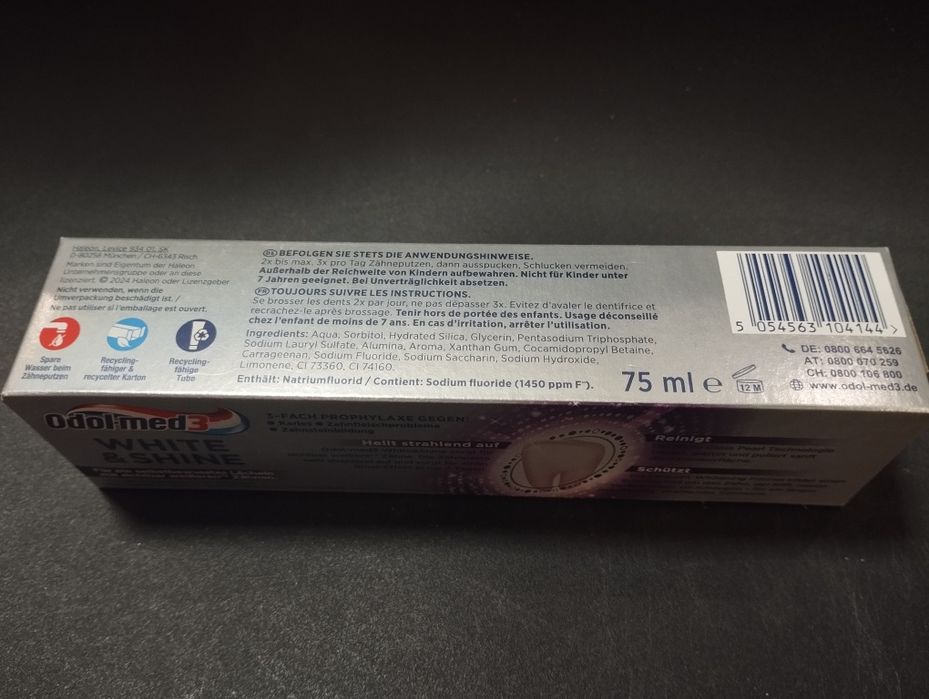 Haleon, Levice 934 01, SK
D-80258 München / CH-6343 Risch
Marken sind Eigentum der Haleon
Unternehmensgruppe oder an diese
lizenziert. © 2024 Haleon oder Lizenzgeber
Nicht verwenden, wenn die
Umverpackung beschädigt ist. /
Ne pas utiliser si l'emballage est ouvert.
Spare
Wasser beim
Zähneputzen
Recycling-
fähiger &
recycelter Karton
Recycling-
fähige
Tube
DE BEFOLGEN SIE STETS DIE ANWENDUNGSHINWEISE.
2x bis max. 3x pro Tag Zähneputzen, dann ausspucken, Schlucken vermeiden.
Außerhalb der Reichweite von Kindern aufbewahren. Nicht für Kinder unter
7 Jahren geeignet. Bei Unverträglichkeit absetzen.
FR TOUJOURS SUIVRE LES INSTRUCTIONS.
Se brosser les dents 2x par jour, ne pas dépasser 3x. Evitez d'avaler le dentifrice et
recrachez-le après brossage. Tenir hors de portée des enfants. Usage déconseillé
chez l'enfant de moins de 7 ans. En cas d'irritation, arrêter l'utilisation.
Ingredients: Aqua, Sorbitol, Hydrated Silica, Glycerin, Pentasodium Triphosphate,
Sodium Lauryl Sulfate, Alumina, Aroma, Xanthan Gum, Cocamidopropyl Betaine,
Carrageenan, Sodium Fluoride, Sodium Saccharin, Sodium Hydroxide,
Limonene, CI 73360, CI 74160.
Enthält: Natriumfluorid / Contient: Sodium fluoride (1450 ppm F⁻).
75 ml ℮
12 M
5 054563 104144 >
DE: 0800 664 5626
AT: 0800 070 259
CH: 0800 106 800
www.odol-med3.de
Odol-med3
WHITE
& SHINE
3-FACH PROPHYLAXE GEGEN
Karies Zahnfleischprobleme
Zahnsteinbildung
Hellt strahlend auf
Reinigt
Pearl Technologie
und poliert sanft
Schützt